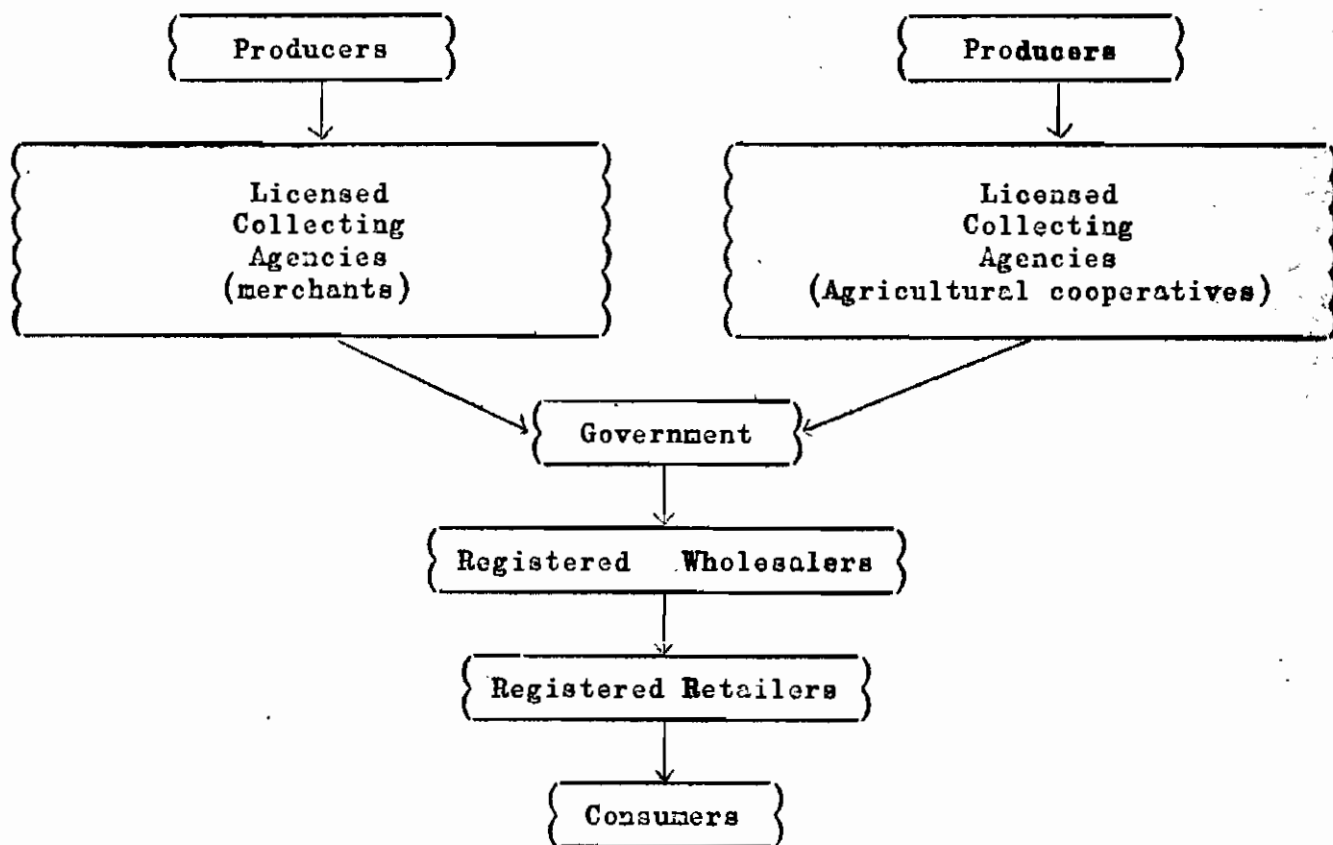 Producers
Producers
Licensed
Collecting
Agencies
(merchants)
Licensed
Collecting
Agencies
(Agricultural cooperatives)
Government
Registered Wholesalers
Registered Retailers
Consumers